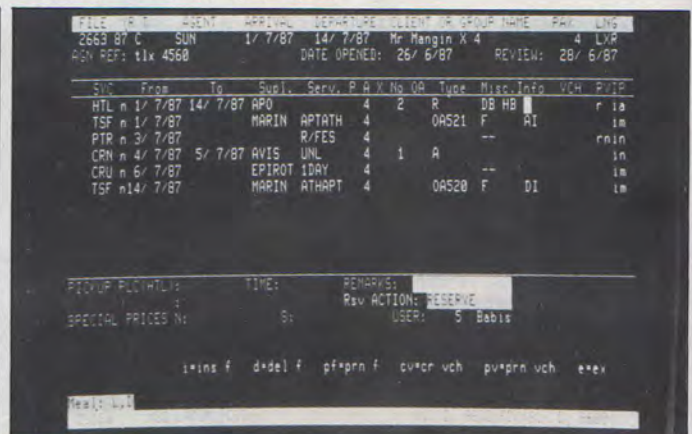 FILE AGENT ARRIVAL DEPARTURE CLIENT OR GROUP NAME PAX LNG
2663 87 C SUN 1/ 7/87 14/ 7/87 Mr Mangin X 4 4 LXR
AGN REF: tlx 4560 DATE OPENED: 26/ 6/87 REVIEW: 28/ 6/87
SVC From To Supl. Serv. P A X No OA Type Misc.Info VCH PVIP
HTL n 1/ 7/87 14/ 7/87 APO 4 2 R DB HB r ia
TSF n 1/ 7/87 MARIN APTATH 4 OA521 F AI im
PTR n 3/ 7/87 R/FES 4 -- rnin
CRN n 4/ 7/87 5/ 7/87 AVIS UNL 4 1 A in
CRU n 6/ 7/87 EPIROT 1DAY 4 -- im
TSF n14/ 7/87 MARIN ATHAPT 4 OA520 F DI im
PICKUP PLC(HTL): TIME: REMARKS:
: Rsv ACTION: RESERVE
SPECIAL PRICES N: S: USER: 5 Babis
i=ins f d=del f pf=prn f cv=cr vch pv=prn vch e=ex
Meal: L,D